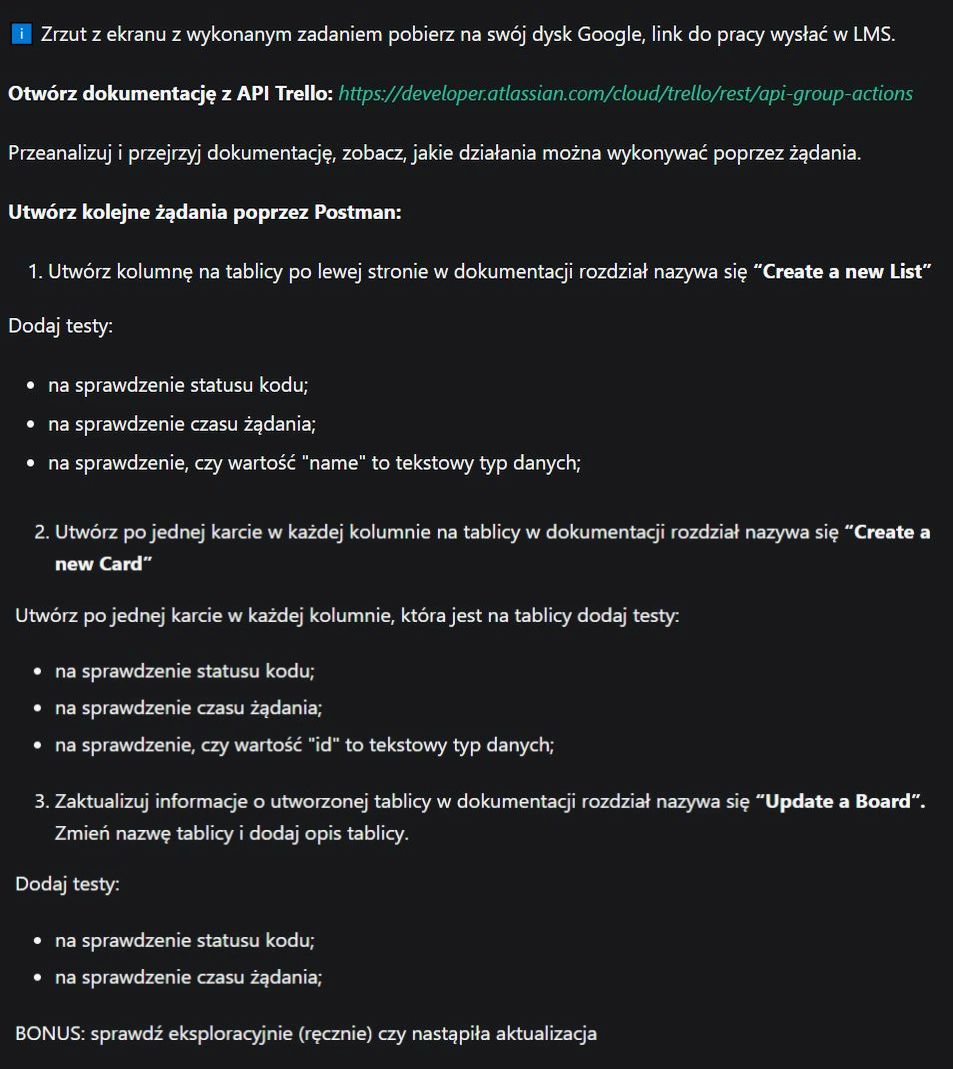 i Zrzut z ekranu z wykonanym zadaniem pobierz na swój dysk Google, link do pracy wysłać w LMS.
Otwórz dokumentację z API Trello: https://developer.atlassian.com/cloud/trello/rest/api-group-actions
Przeanalizuj i przejrzyj dokumentację, zobacz, jakie działania można wykonywać poprzez żądania.
Utwórz kolejne żądania poprzez Postman:
1. Utwórz kolumnę na tablicy po lewej stronie w dokumentacji rozdział nazywa się “Create a new List”
Dodaj testy:
• na sprawdzenie statusu kodu;
• na sprawdzenie czasu żądania;
• na sprawdzenie, czy wartość "name" to tekstowy typ danych;
2. Utwórz po jednej karcie w każdej kolumnie na tablicy w dokumentacji rozdział nazywa się “Create a
new Card”
Utwórz po jednej karcie w każdej kolumnie, która jest na tablicy dodaj testy:
• na sprawdzenie statusu kodu;
• na sprawdzenie czasu żądania;
• na sprawdzenie, czy wartość "id" to tekstowy typ danych;
3. Zaktualizuj informacje o utworzonej tablicy w dokumentacji rozdział nazywa się “Update a Board”.
Zmień nazwę tablicy i dodaj opis tablicy.
Dodaj testy:
• na sprawdzenie statusu kodu;
• na sprawdzenie czasu żądania;
BONUS: sprawdź eksploracyjnie (ręcznie) czy nastąpiła aktualizacja